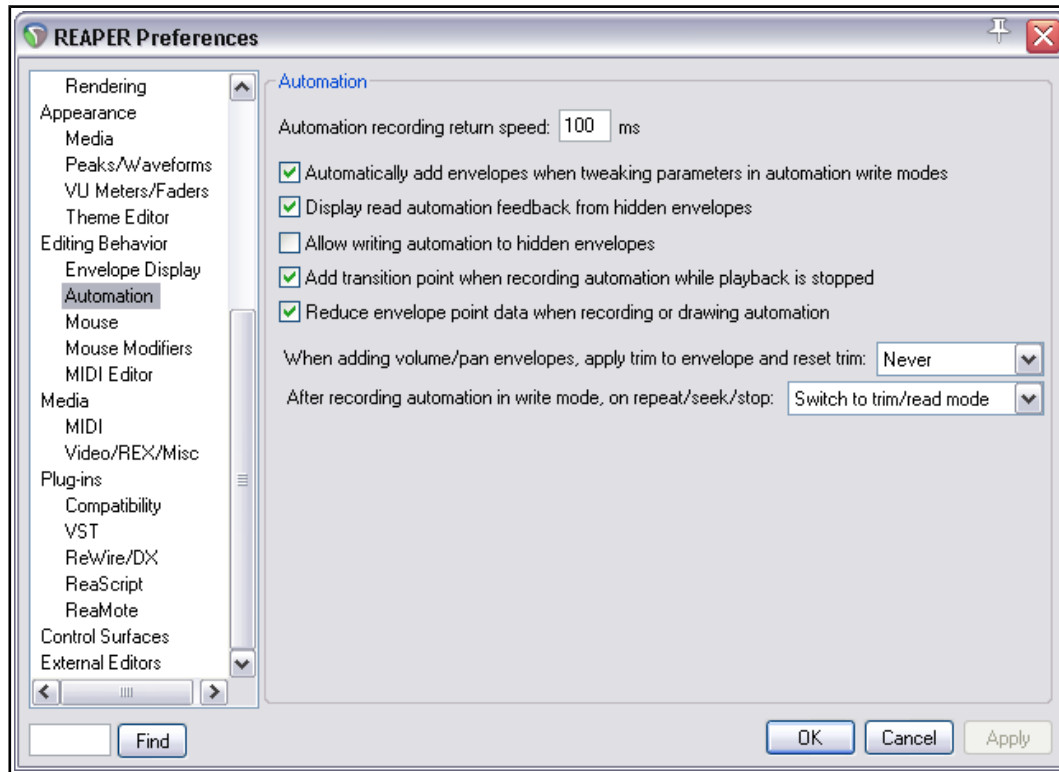 REAPER Preferences
Rendering
Appearance
Media
Peaks/Waveforms
VU Meters/Faders
Theme Editor
Editing Behavior
Envelope Display
Automation
Mouse
Mouse Modifiers
MIDI Editor
Media
MIDI
Video/REX/Misc
Plug-ins
Compatibility
VST
ReWire/DX
ReaScript
ReaMote
Control Surfaces
External Editors
Find
Automation
Automation recording return speed: 100 ms
Automatically add envelopes when tweaking parameters in automation write modes
Display read automation feedback from hidden envelopes
Allow writing automation to hidden envelopes
Add transition point when recording automation while playback is stopped
Reduce envelope point data when recording or drawing automation
When adding volume/pan envelopes, apply trim to envelope and reset trim: Never
After recording automation in write mode, on repeat/seek/stop: Switch to trim/read mode
OK Cancel Apply